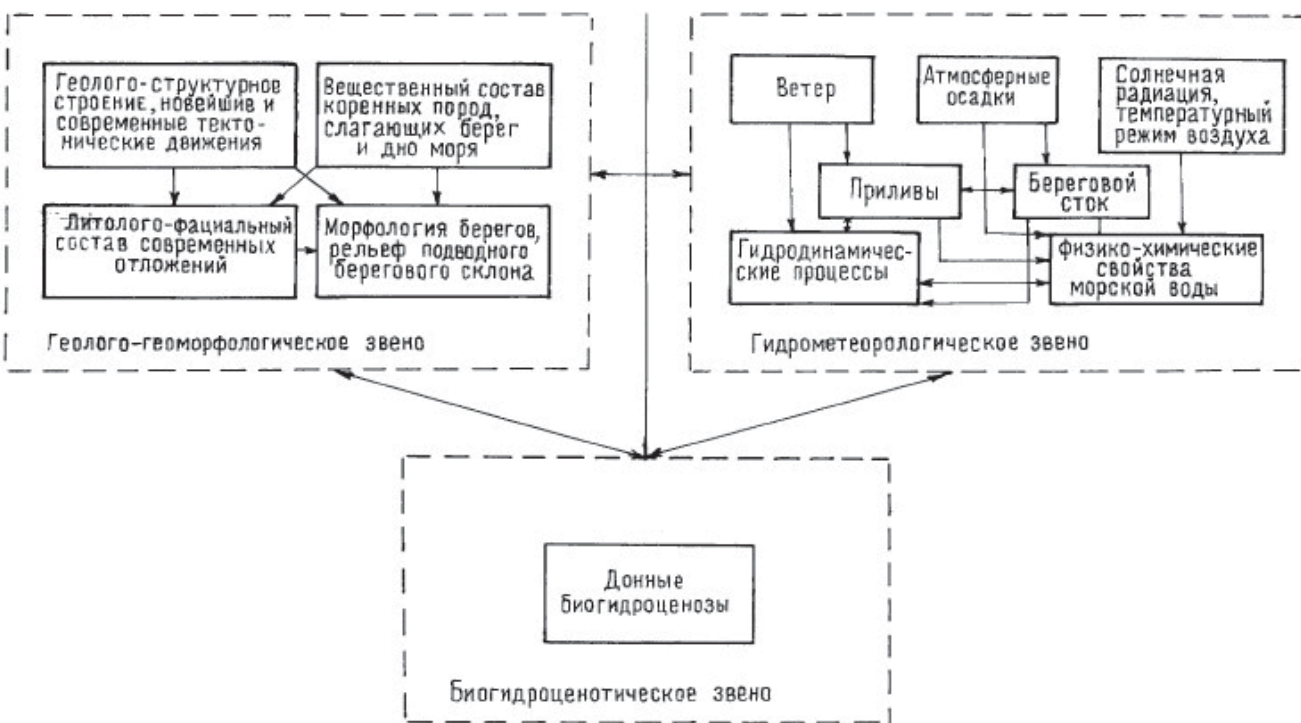 Геолого-структурное
строение, новейшие и
современные текто-
нические движения
Вещественный состав
коренных пород,
слагающих берег
и дно моря
Литолого-фациальный
состав современных
отложений
Морфология берегов,
рельеф подводного
берегового склона
Геолого-геоморфологическое звено
Ветер
Атмосферные
осадки
Солнечная
радиация,
температурный
режим воздуха
Приливы
Береговой
сток
Гидродинамичес-
ские процессы
физико-химические
свойства
морской воды
Гидрометеорологическое звено
Донные
биогидроценозы
Биогидроценотическое звено